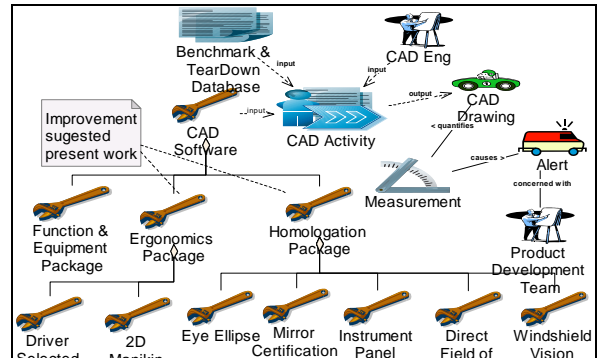 Benchmark &
TearDown
Database
input
input
CAD Eng
Improvement
sugested
present work
input
CAD
Software
CAD Activity
output
CAD
Drawing
< quantifies
causes >
Alert
concerned with
Measurement
Function &
Equipment
Package
Ergonomics
Package
Homologation
Package
Product
Development
Team
Driver
Selected
2D
Manikin
Eye Ellipse
Mirror
Certification
Instrument
Panel
Direct
Field of
Windshield
Vision